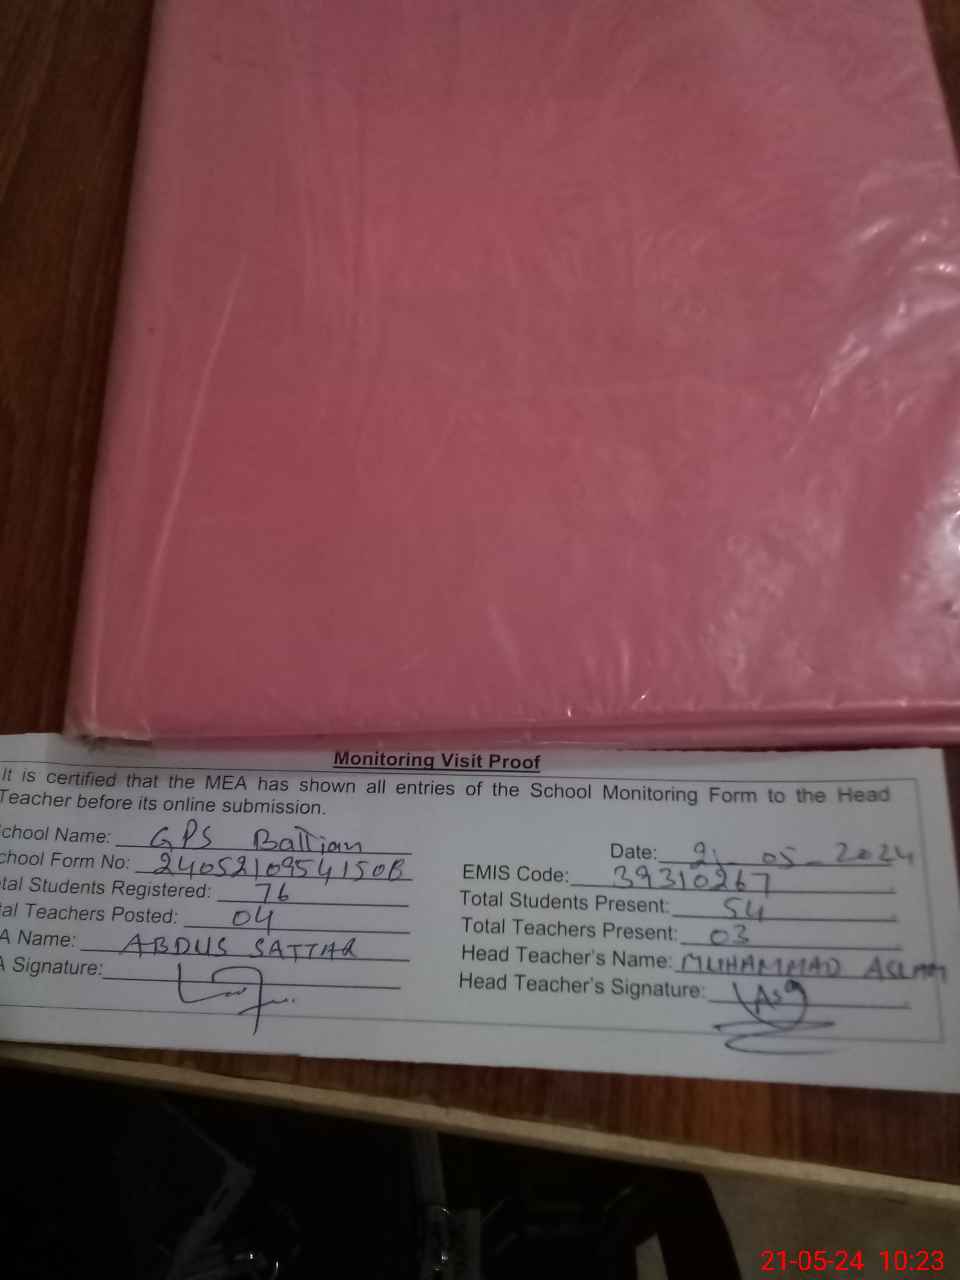 Monitoring Visit Proof
It is certified that the MEA has shown all entries of the School Monitoring Form to the Head
Teacher before its online submission.
chool Name: GPS Battian
Date: 21-05-2024
chool Form No: 240521095415OB
EMIS Code: 39310267
tal Students Registered: 76
Total Students Present: 54
tal Teachers Posted: 04
Total Teachers Present: 03
A Name: ABDUS SATTAR
Head Teacher's Name: MUHAMMAD ASLAM
A Signature:
Head Teacher's Signature:
21-05-24 10:23